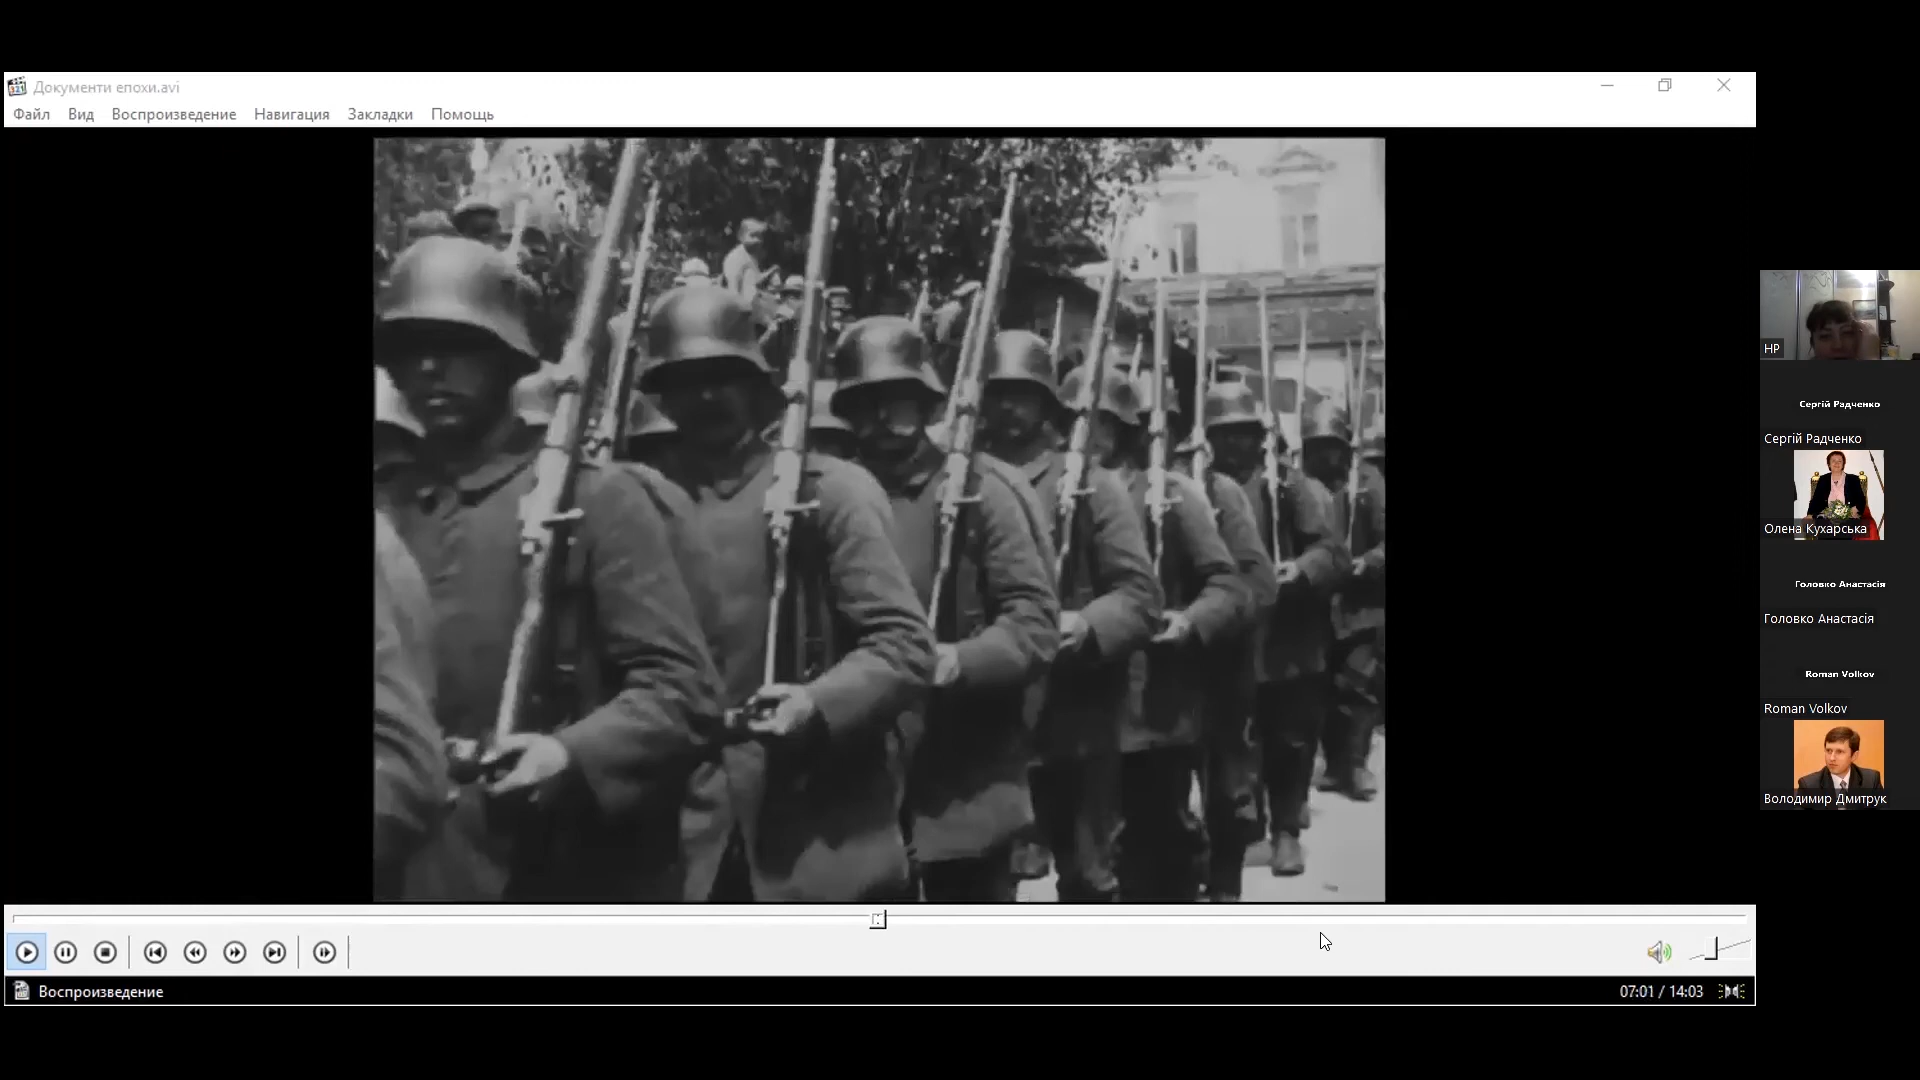 Документи епохи.avi
Файл Вид Воспроизведение Навигация Закладки Помощь
HP
Сергій Радченко
Сергій Радченко
Олена Кухарська
Головко Анастасія
Головко Анастасія
Roman Volkov
Roman Volkov
Володимир Дмитрук
Воспроизведение
07:01 / 14:03